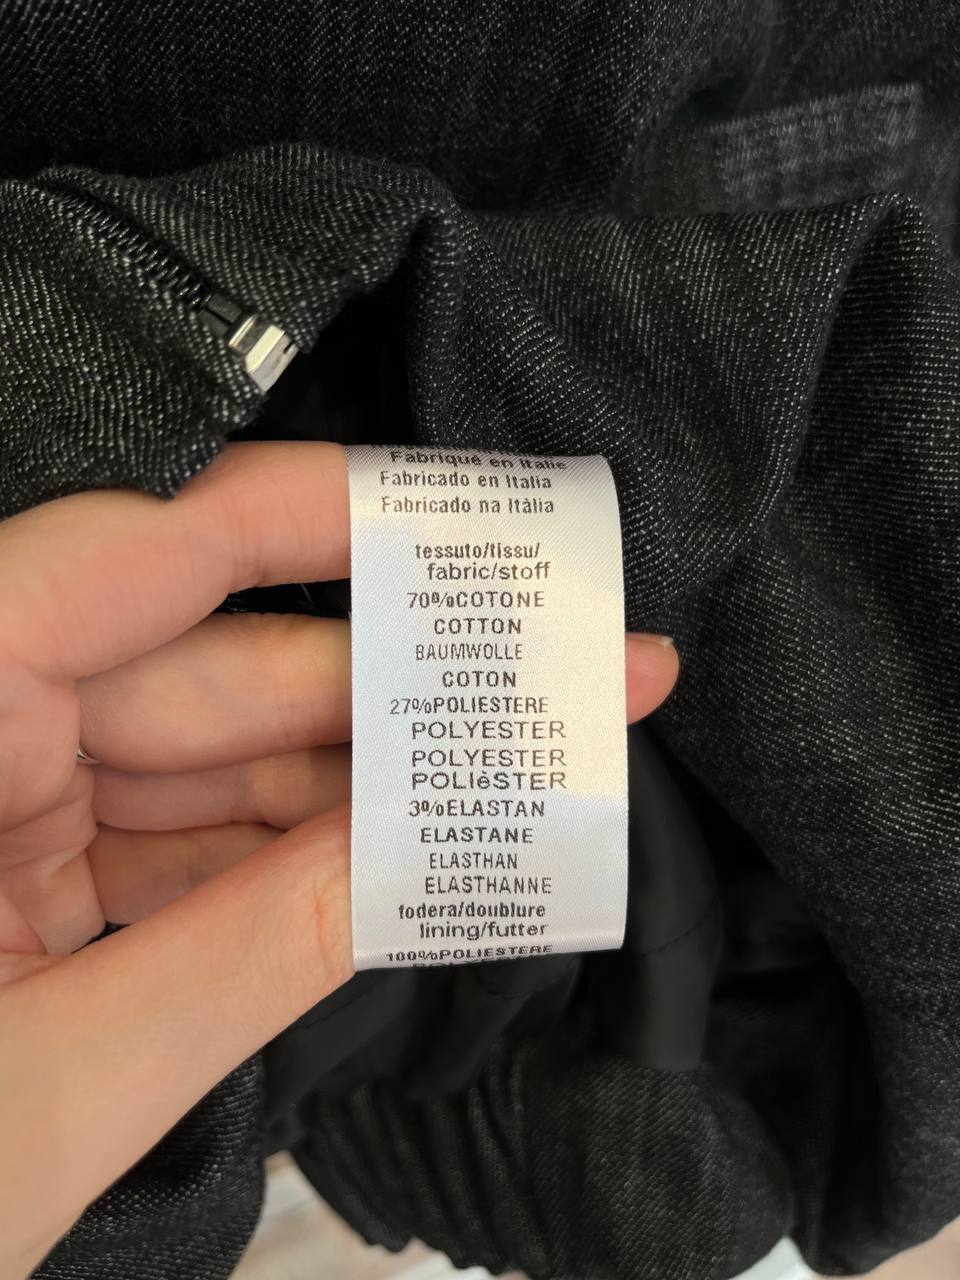 Fabriqué en Italie
Fabricado en Italia
Fabricado na Itàlia
tessuto/tissu/
fabric/stoff
70%COTONE
COTTON
BAUMWOLLE
COTON
27%POLIESTERE
POLYESTER
POLYESTER
POLIèSTER
3%ELASTAN
ELASTANE
ELASTHAN
ELASTHANNE
fodera/doublure
lining/futter
100%POLIESTERE